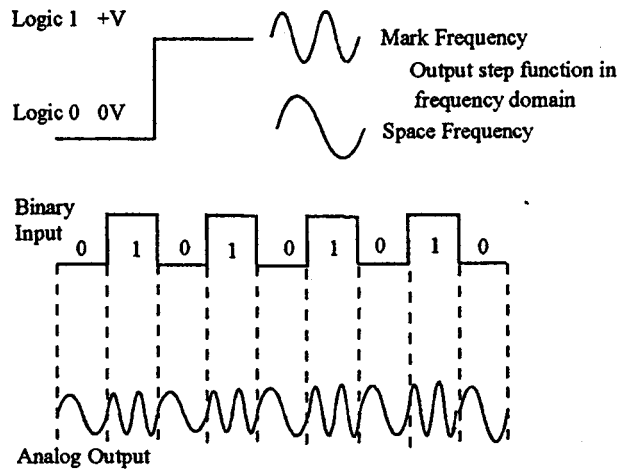 Logic 1 +V
Mark Frequency
Output step function in
frequency domain
Logic 0 0V
Space Frequency
Binary
Input
0 1 0 1 0 1 0 1 0
Analog Output